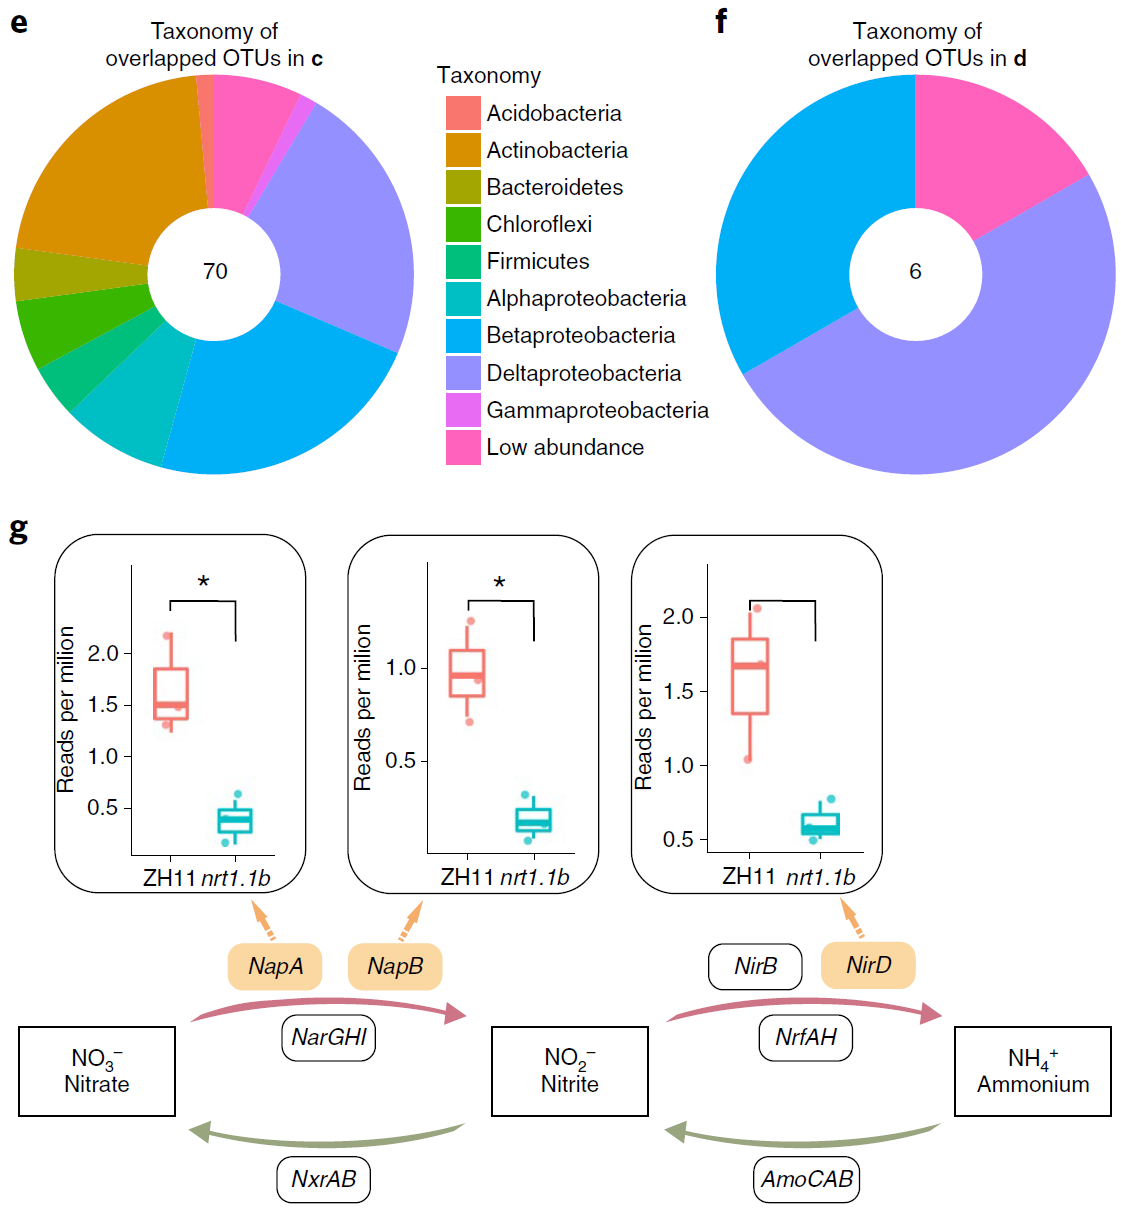 e
Taxonomy of
overlapped OTUs in c
70
Taxonomy
Acidobacteria
Actinobacteria
Bacteroidetes
Chloroflexi
Firmicutes
Alphaproteobacteria
Betaproteobacteria
Deltaproteobacteria
Gammaproteobacteria
Low abundance
f
Taxonomy of
overlapped OTUs in d
6
g
Reads per milion
2.0
1.5
1.0
0.5
*
ZH11 nrt1.1b
Reads per milion
1.0
0.5
*
ZH11 nrt1.1b
Reads per milion
2.0
1.5
1.0
0.5
ZH11 nrt1.1b
NapA
NapB
NirB
NirD
NarGHI
NrfAH
NO₃⁻
Nitrate
NO₂⁻
Nitrite
NH₄⁺
Ammonium
NxrAB
AmoCAB